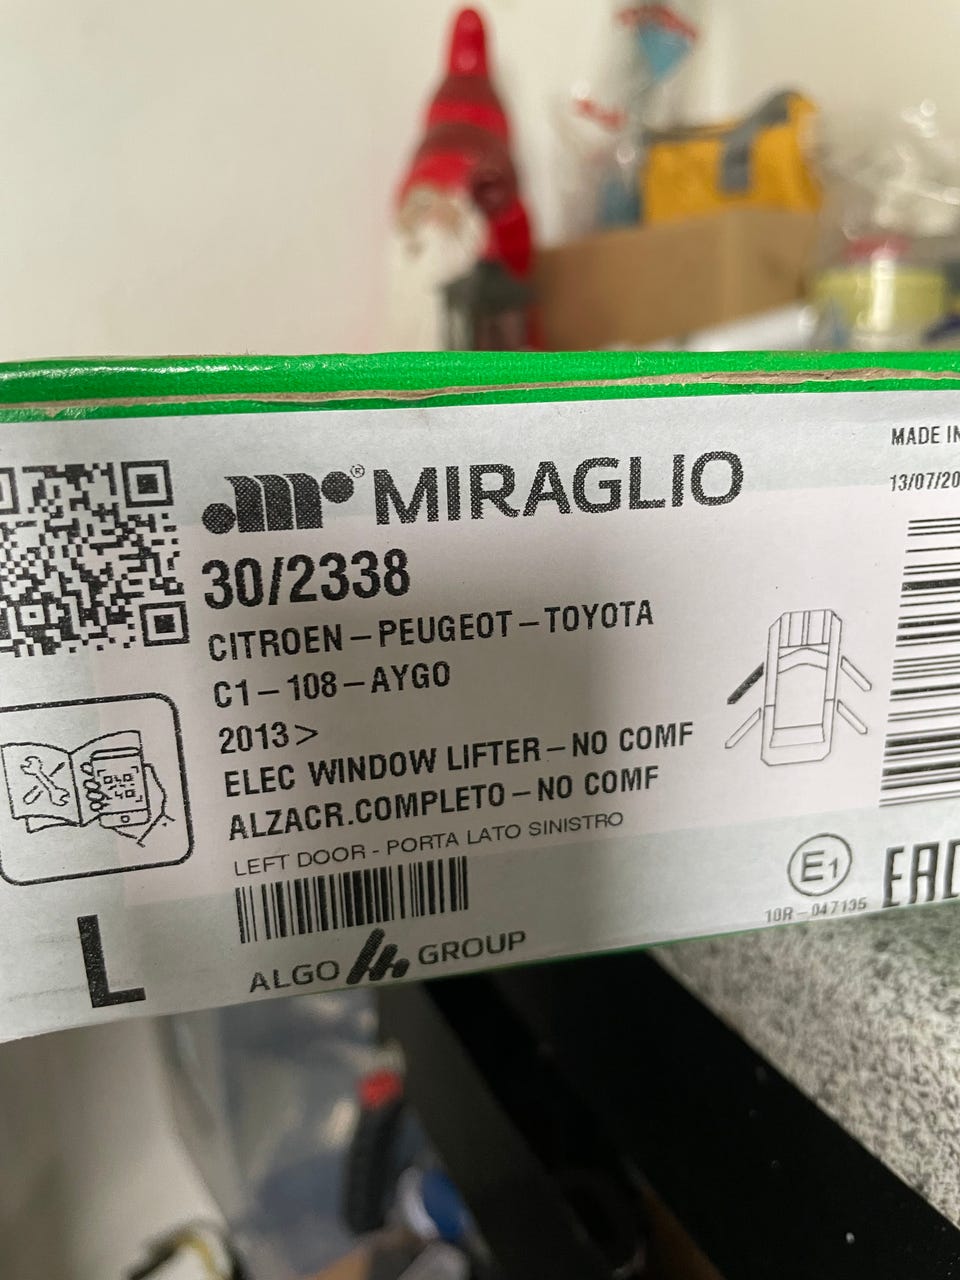 MADE IN
13/07/20
® MIRAGLIO
30/2338
CITROEN – PEUGEOT – TOYOTA
C1 – 108 – AYGO
2013 >
ELEC WINDOW LIFTER – NO COMF
ALZACR.COMPLETO – NO COMF
LEFT DOOR - PORTA LATO SINISTRO
L
E1
10R – 047135
EAC
ALGO GROUP